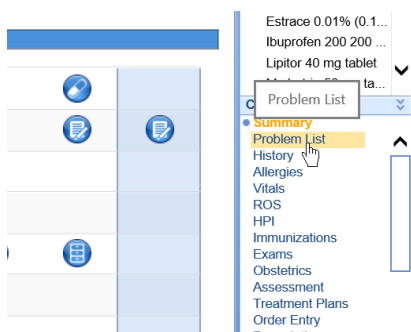 Estrace 0.01% (0.1...
Ibuprofen 200 200 ...
Lipitor 40 mg tablet
ta...
Problem List
C
Summary
Problem List
History
Allergies
Vitals
ROS
HPI
Immunizations
Exams
Obstetrics
Assessment
Treatment Plans
Order Entry